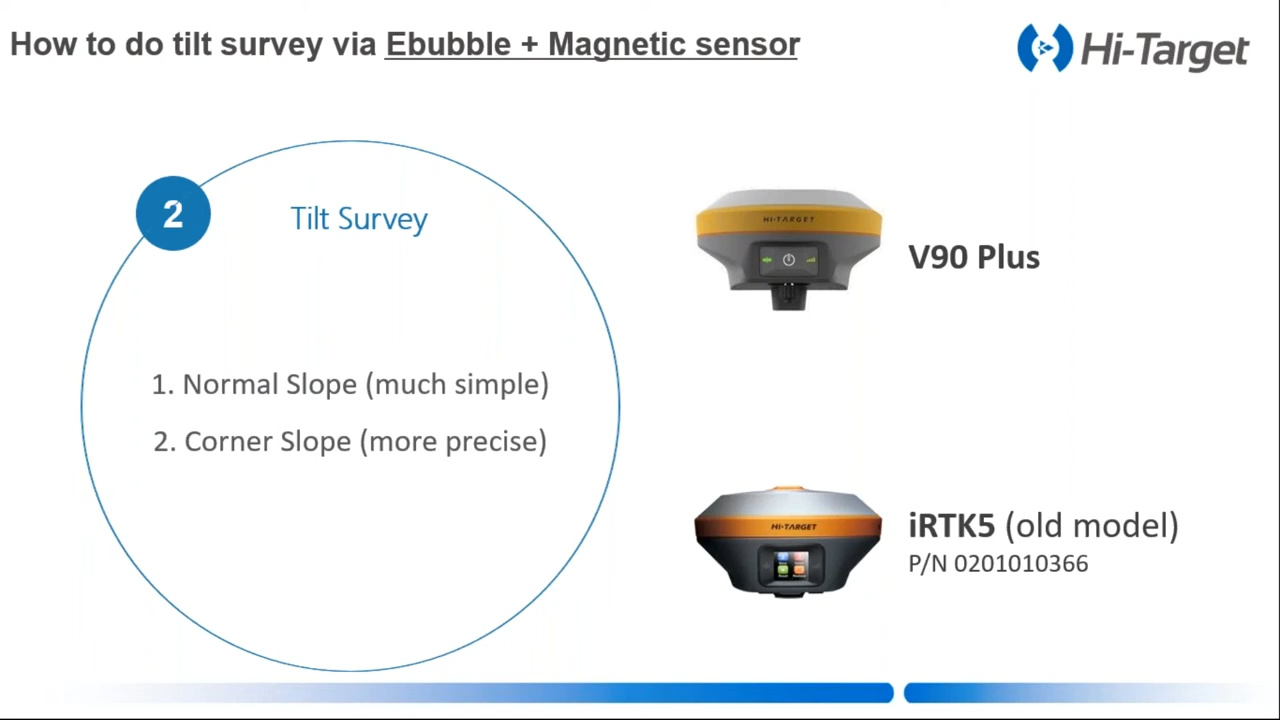 How to do tilt survey via Ebubble + Magnetic sensor
Hi-Target
2
Tilt Survey
1. Normal Slope (much simple)
2. Corner Slope (more precise)
HI-TARGET
V90 Plus
HI-TARGET
iRTK5 (old model)
P/N 0201010366